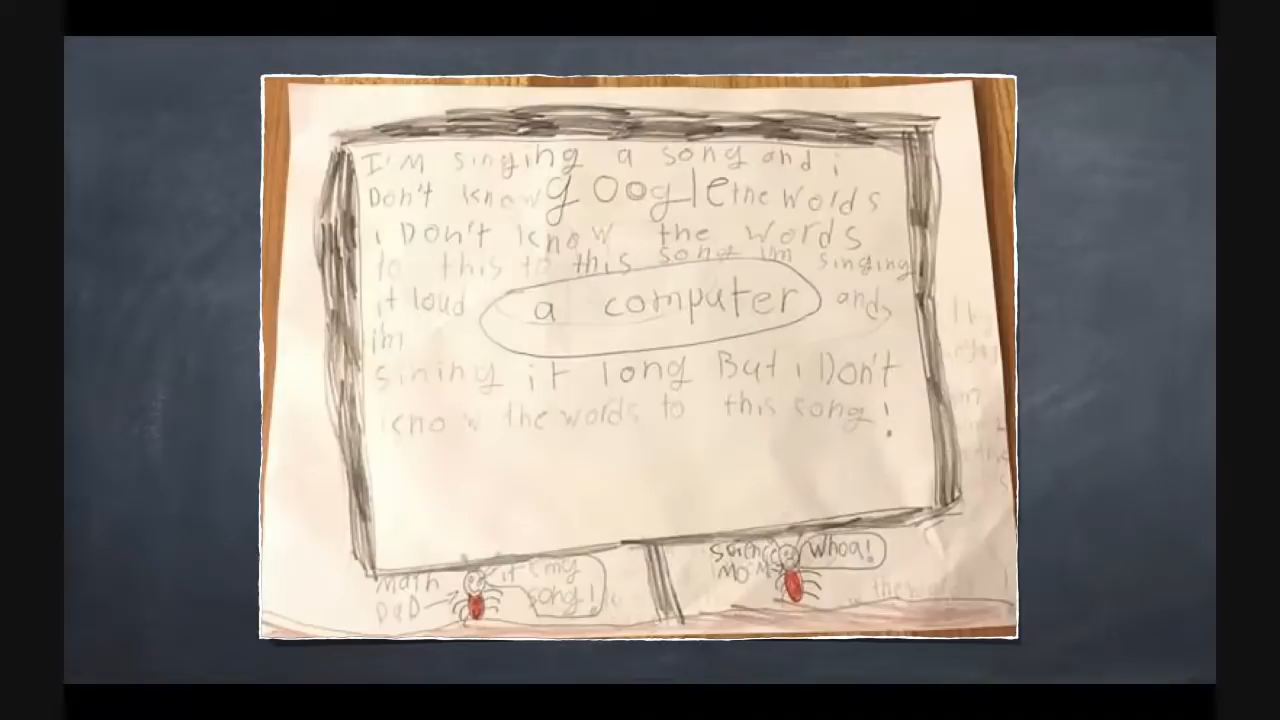 I'm singing a song and i
Don't know google the words
i Don't know the words
to this to this song im singing
it loud a computer and
im
sining it long But i Don't
know the words to this song!
math
DaD
my
song!
MOM
whoa!